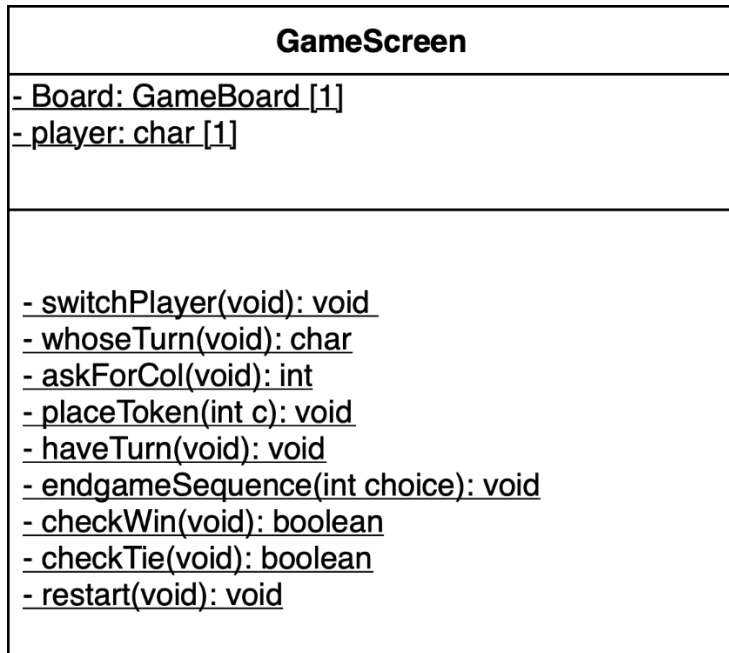 GameScreen
- Board: GameBoard [1]
- player: char [1]
- switchPlayer(void): void
- whoseTurn(void): char
- askForCol(void): int
- placeToken(int c): void
- haveTurn(void): void
- endgameSequence(int choice): void
- checkWin(void): boolean
- checkTie(void): boolean
- restart(void): void